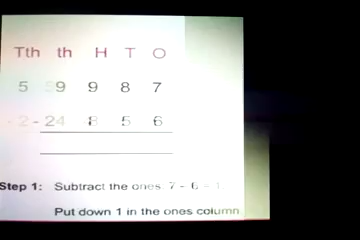 Tth th H T O
5 9 9 8 7
- 2 4 8 5 6
Step 1: Subtract the ones 7 - 6 = 1
Put down 1 in the ones column